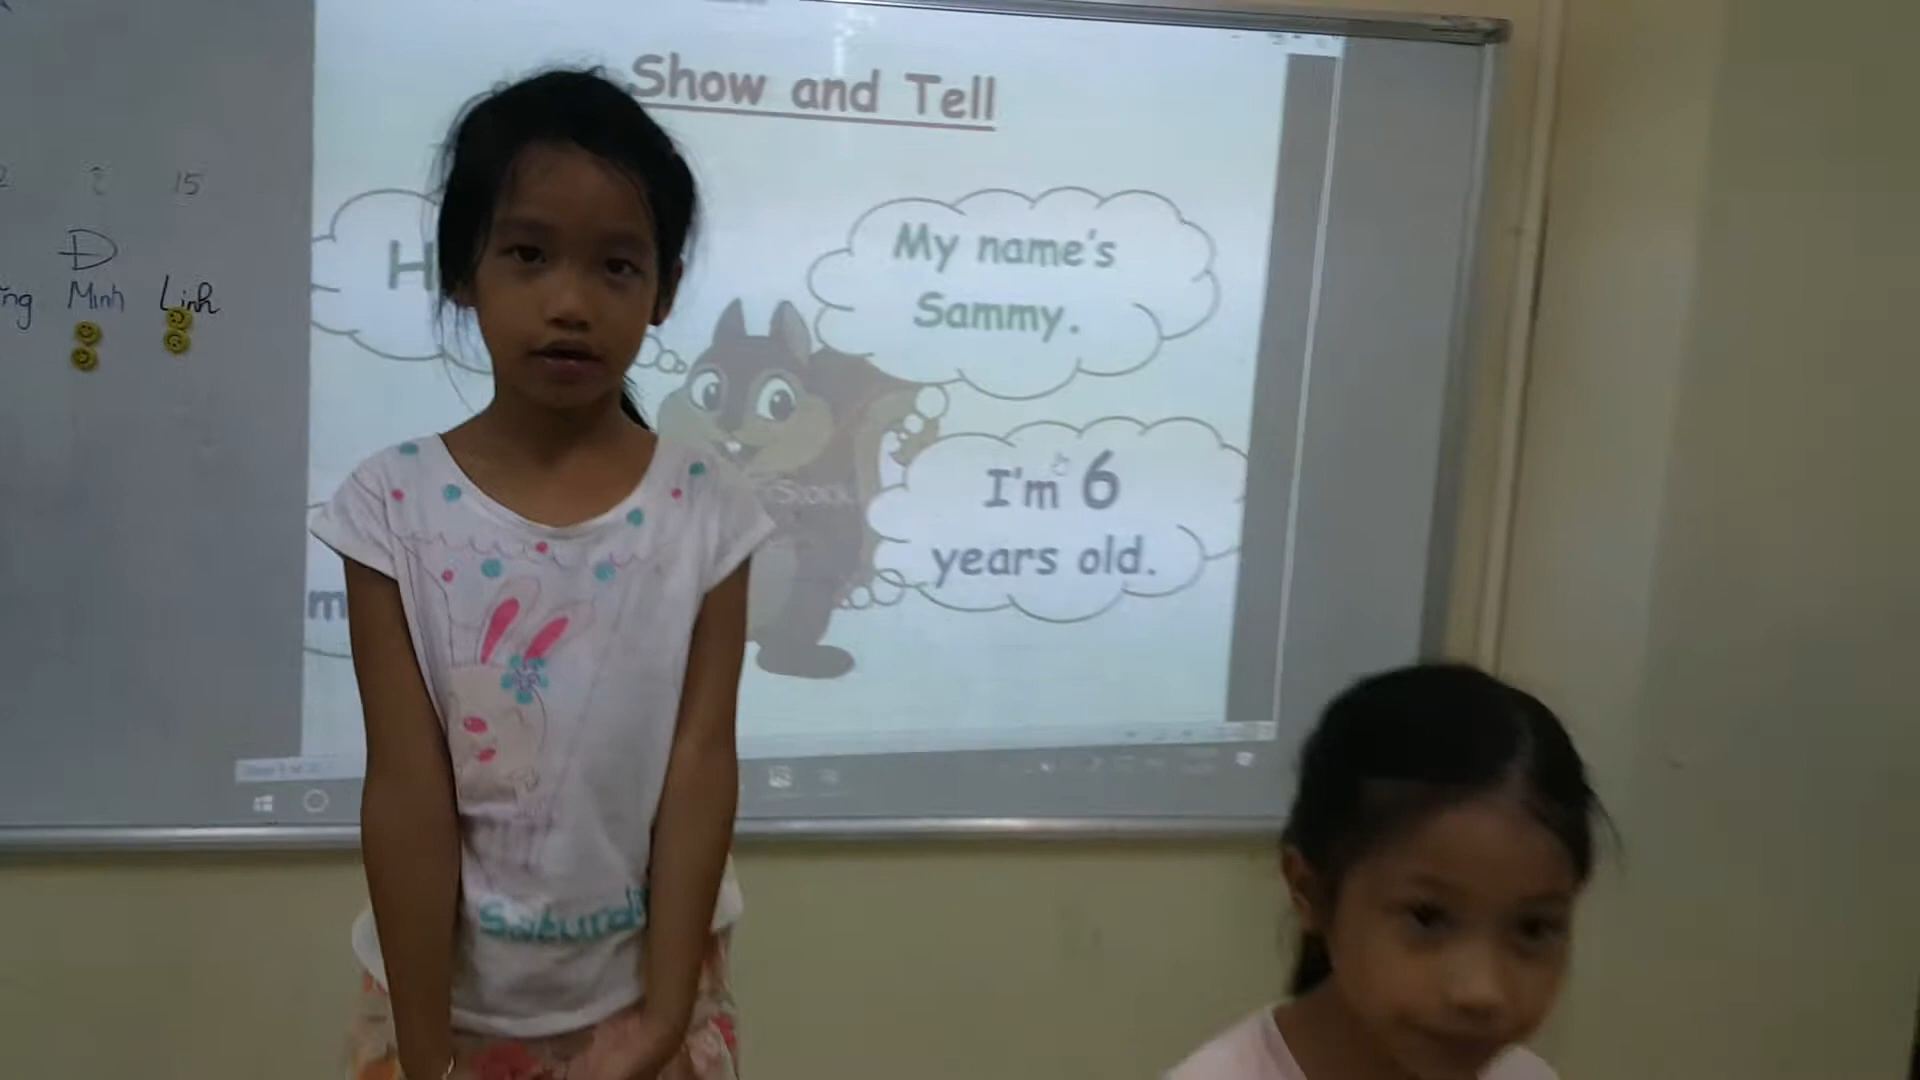 Show and Tell
My name's
Sammy.
I'm 6
years old.
15
Đ
Minh
Linh